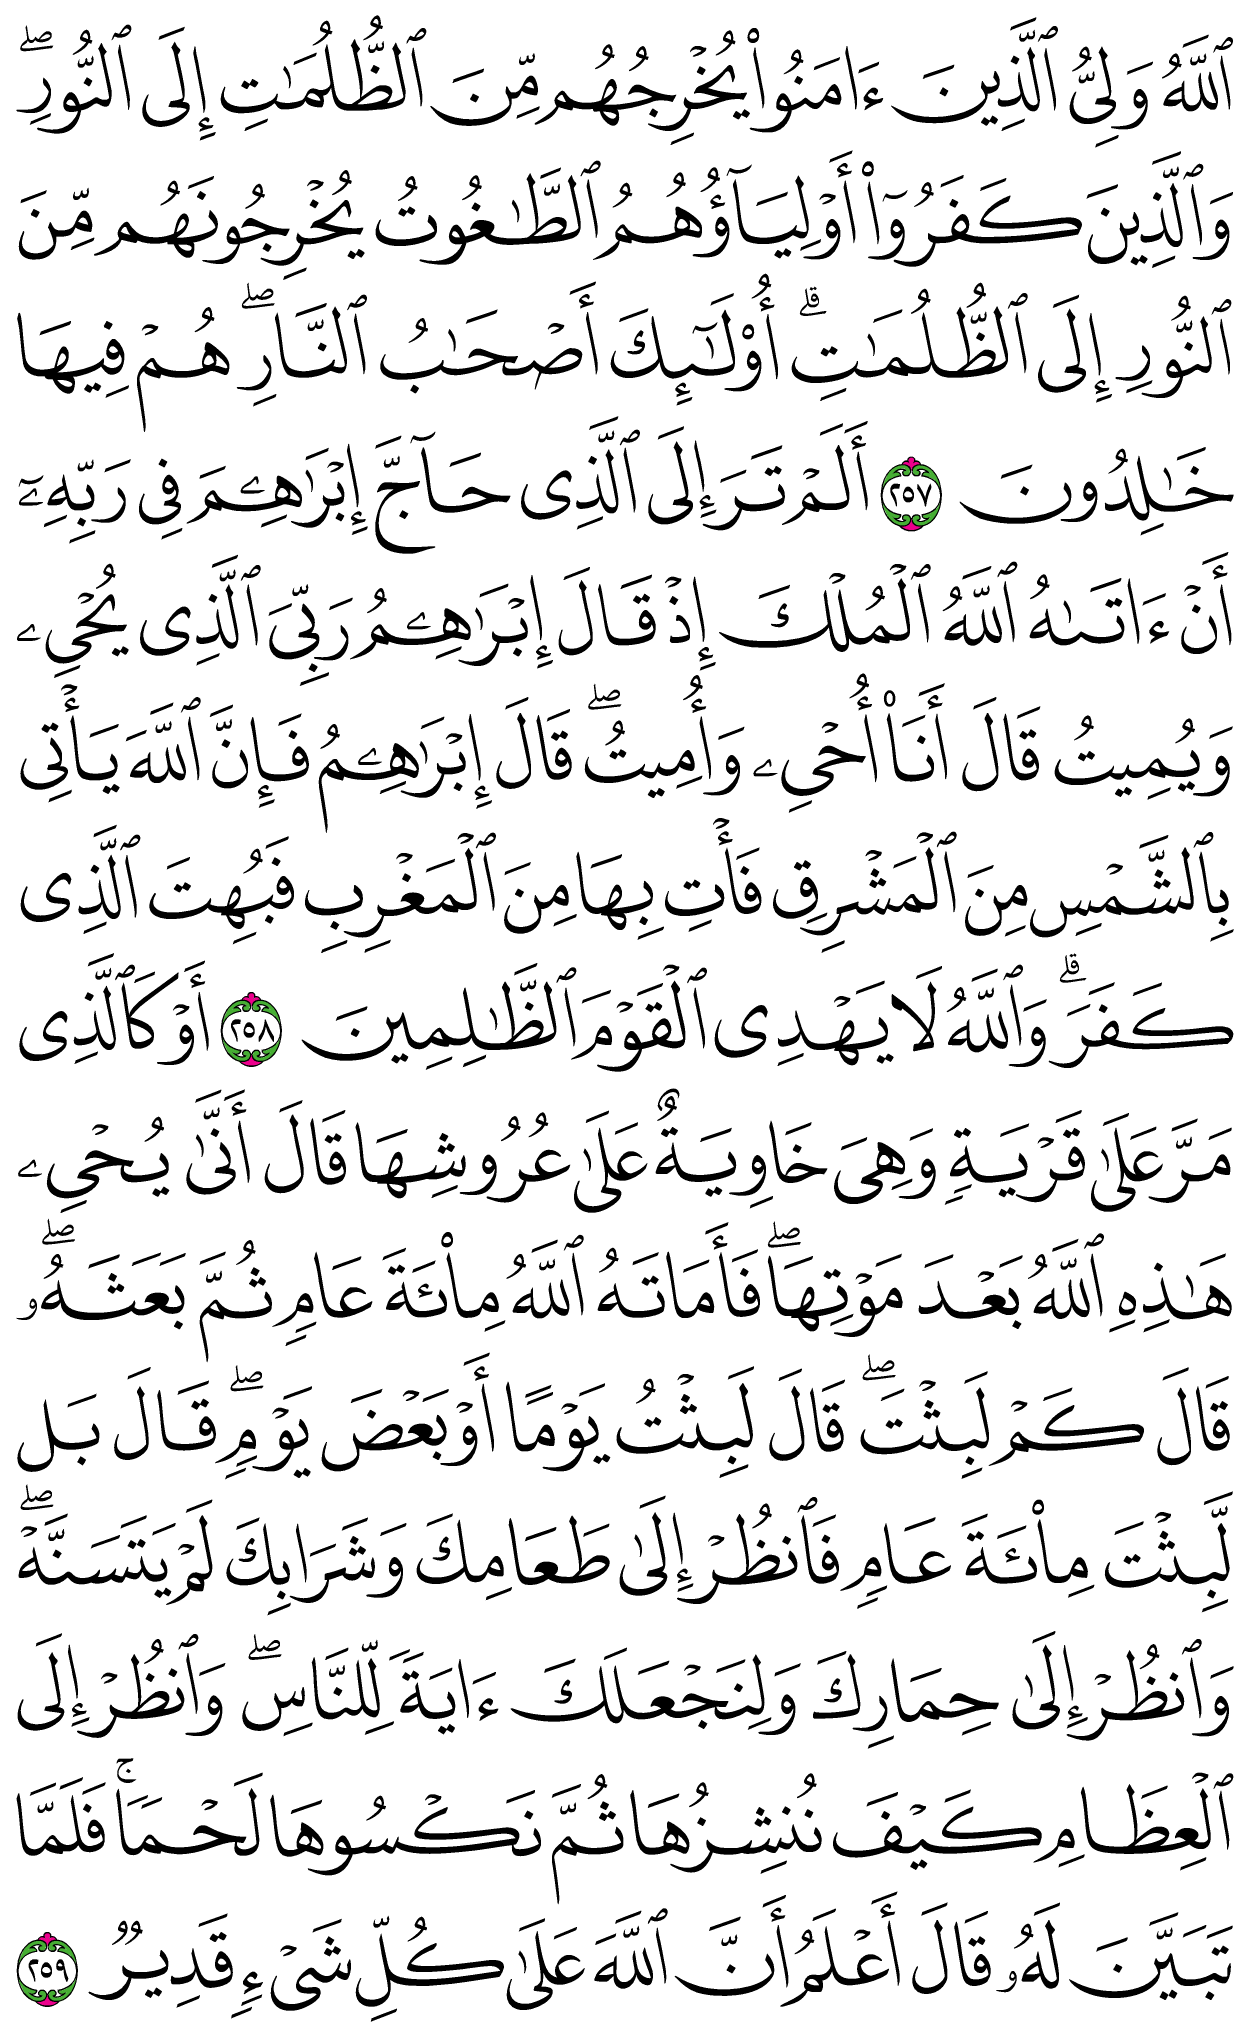 ٱللَّهُ وَلِىُّ ٱلَّذِينَ ءَامَنُوا۟ يُخْرِجُهُم مِّنَ ٱلظُّلُمَـٰتِ إِلَى ٱلنُّورِ ۖ
وَٱلَّذِينَ كَفَرُوٓا۟ أَوْلِيَآؤُهُمُ ٱلطَّـٰغُوتُ يُخْرِجُونَهُم مِّنَ
ٱلنُّورِ إِلَى ٱلظُّلُمَـٰتِ ۗ أُو۟لَـٰٓئِكَ أَصْحَـٰبُ ٱلنَّارِ ۖ هُمْ فِيهَا
خَـٰلِدُونَ ٢٥٧ أَلَمْ تَرَ إِلَى ٱلَّذِى حَآجَّ إِبْرَٰهِـۧمَ فِى رَبِّهِۦٓ
أَنْ ءَاتَىٰهُ ٱللَّهُ ٱلْمُلْكَ إِذْ قَالَ إِبْرَٰهِـۧمُ رَبِّىَ ٱلَّذِى يُحْىِۦ
وَيُمِيتُ قَالَ أَنَا۠ أُحْىِۦ وَأُمِيتُ ۖ قَالَ إِبْرَٰهِـۧمُ فَإِنَّ ٱللَّهَ يَأْتِى
بِٱلشَّمْسِ مِنَ ٱلْمَشْرِقِ فَأْتِ بِهَا مِنَ ٱلْمَغْرِبِ فَبُهِتَ ٱلَّذِى
كَفَرَ ۗ وَٱللَّهُ لَا يَهْدِى ٱلْقَوْمَ ٱلظَّـٰلِمِينَ ٢٥٨ أَوْ كَٱلَّذِى
مَرَّ عَلَىٰ قَرْيَةٍ وَهِىَ خَاوِيَةٌ عَلَىٰ عُرُوشِهَا قَالَ أَنَّىٰ يُحْىِۦ
هَـٰذِهِ ٱللَّهُ بَعْدَ مَوْتِهَا ۖ فَأَمَاتَهُ ٱللَّهُ مِا۟ئَةَ عَامٍ ثُمَّ بَعَثَهُۥ ۖ
قَالَ كَمْ لَبِثْتَ ۖ قَالَ لَبِثْتُ يَوْمًا أَوْ بَعْضَ يَوْمٍ ۖ قَالَ بَل
لَّبِثْتَ مِا۟ئَةَ عَامٍ فَٱنظُرْ إِلَىٰ طَعَامِكَ وَشَرَابِكَ لَمْ يَتَسَنَّهْ ۖ
وَٱنظُرْ إِلَىٰ حِمَارِكَ وَلِنَجْعَلَكَ ءَايَةً لِّلنَّاسِ ۖ وَٱنظُرْ إِلَى
ٱلْعِظَامِ كَيْفَ نُنشِزُهَا ثُمَّ نَكْسُوهَا لَحْمًا ۚ فَلَمَّا
تَبَيَّنَ لَهُۥ قَالَ أَعْلَمُ أَنَّ ٱللَّهَ عَلَىٰ كُلِّ شَىْءٍ قَدِيرٌ ٢٥٩